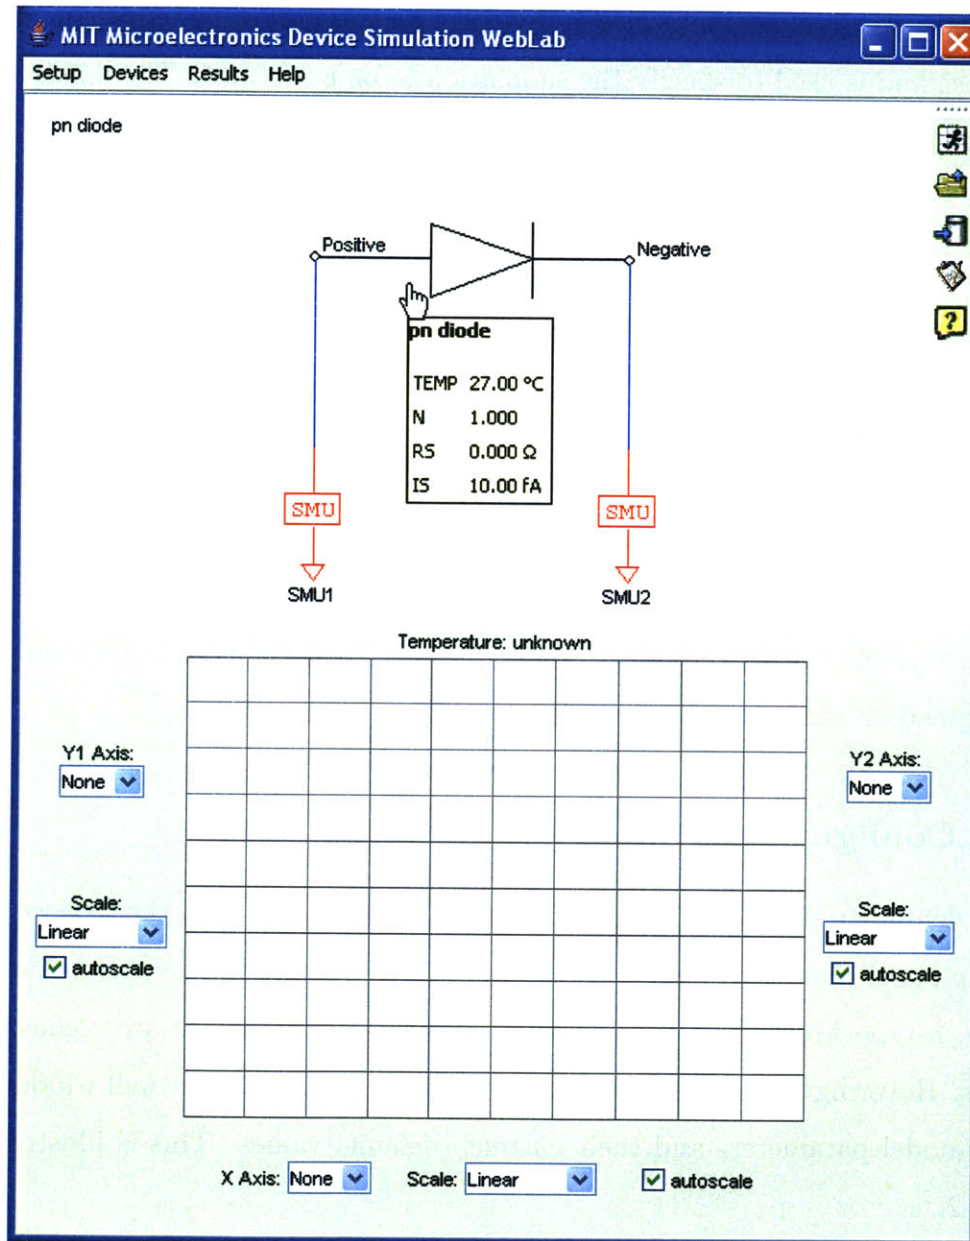 MIT Microelectronics Device Simulation WebLab
Setup Devices Results Help
pn diode
Positive
Negative
pn diode
TEMP 27.00 °C
N 1.000
RS 0.000 Ω
IS 10.00 fA
SMU
SMU
SMU1
SMU2
Temperature: unknown
Y1 Axis:
None
Y2 Axis:
None
Scale:
Linear
autoscale
Scale:
Linear
autoscale
X Axis: None Scale: Linear autoscale